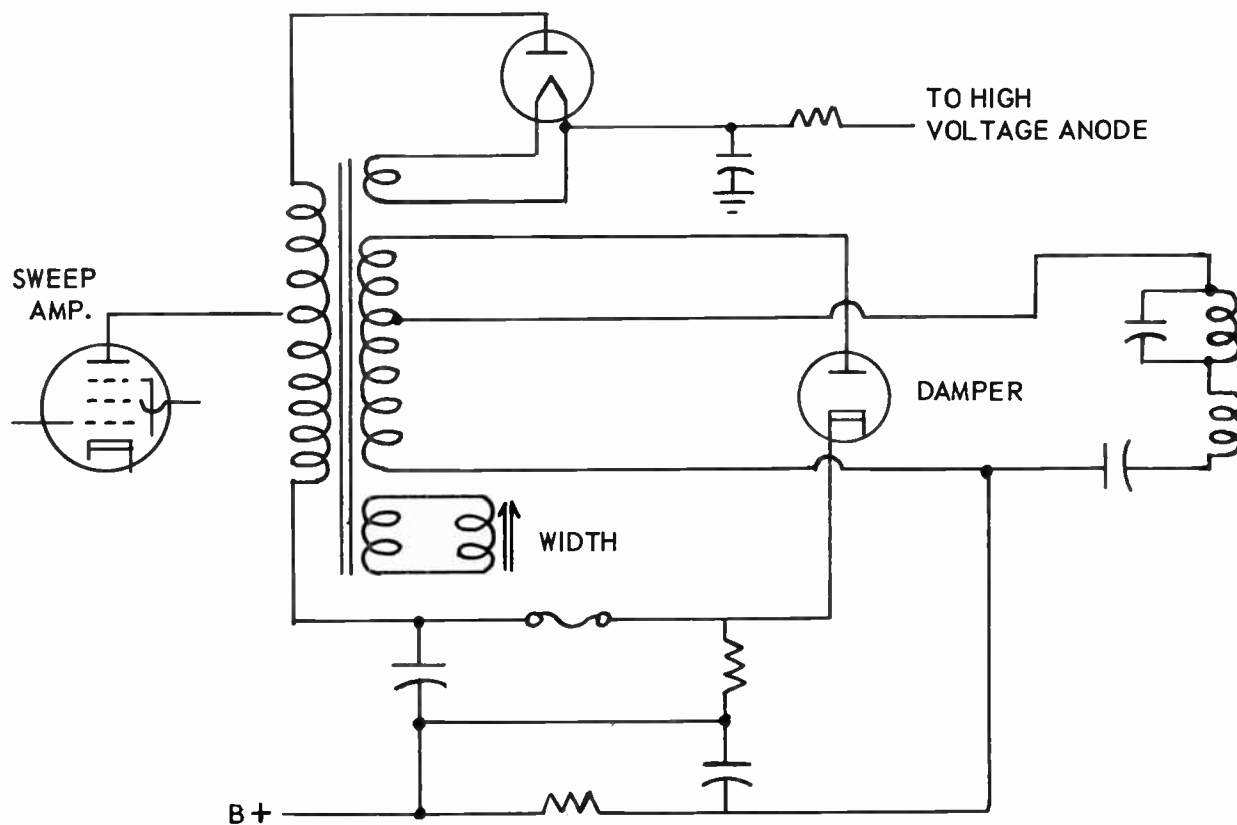 TO HIGH
VOLTAGE ANODE
SWEEP
AMP.
DAMPER
WIDTH
B+